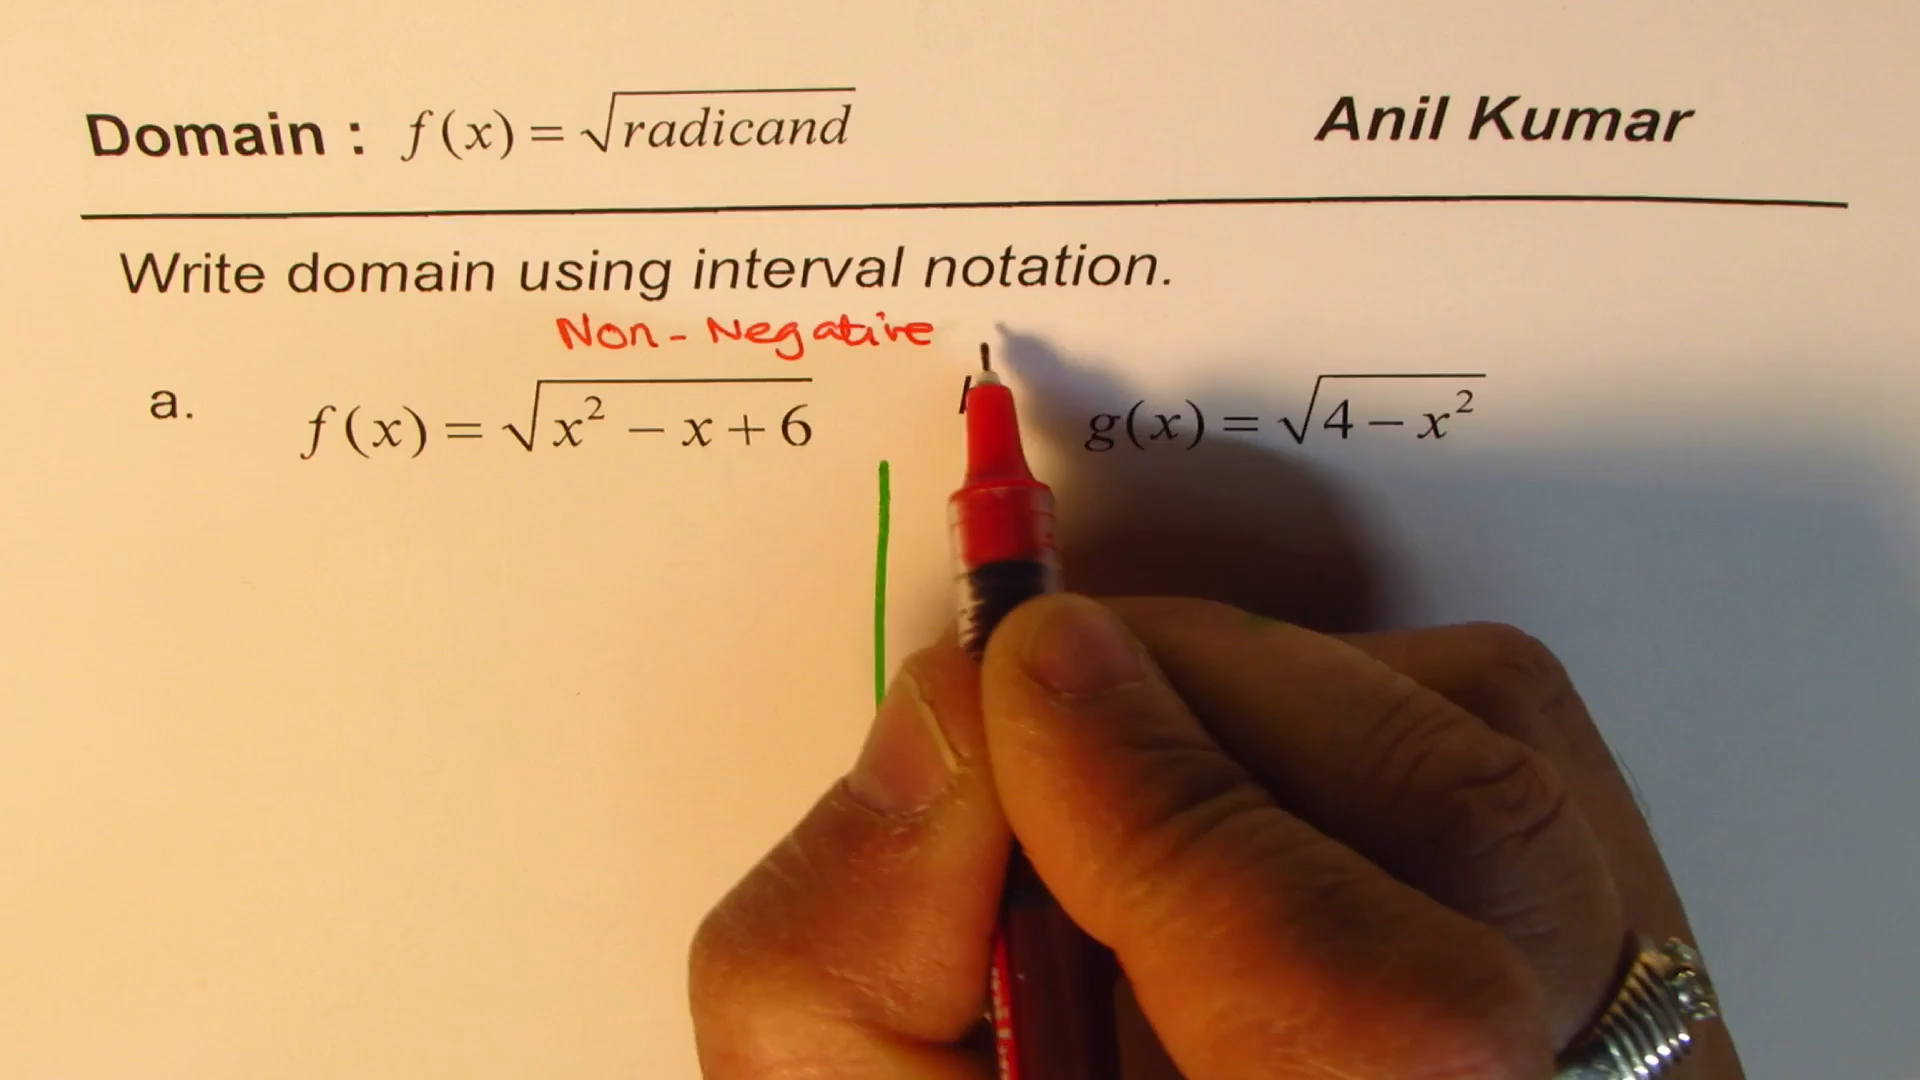 Domain : f(x) = √radicand
Anil Kumar
Write domain using interval notation.
Non-Negative
a. f(x) = √x² − x + 6
g(x) = √4 − x²